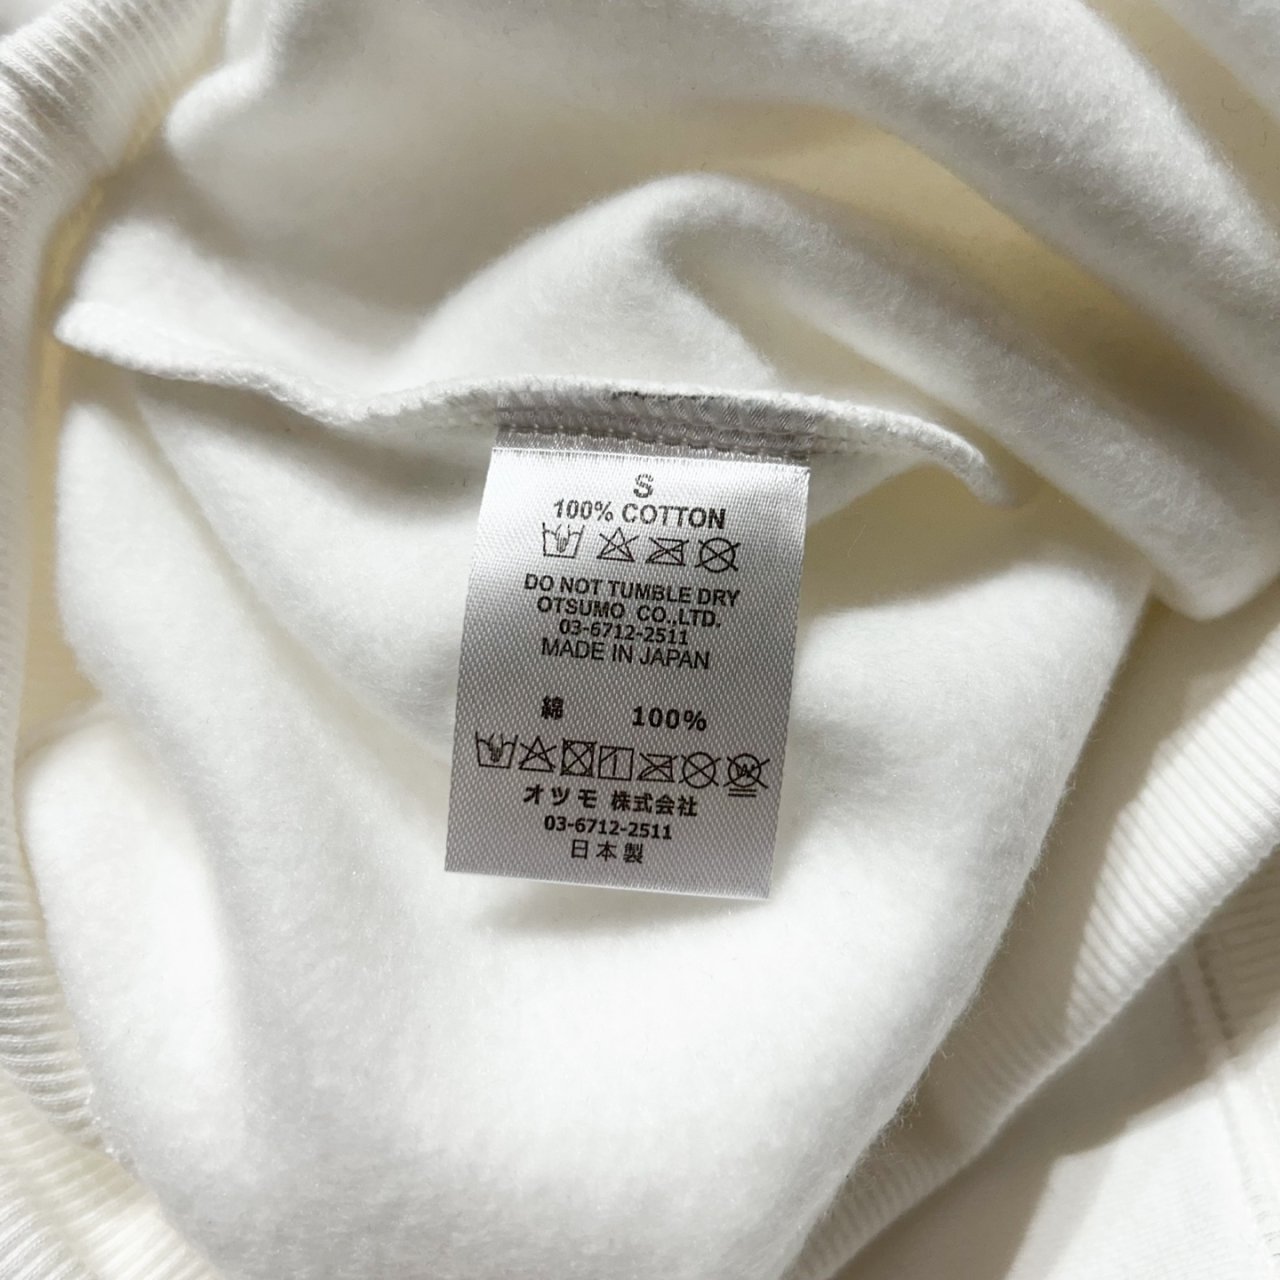 S
100% COTTON
DO NOT TUMBLE DRY
OTSUMO CO.,LTD.
03-6712-2511
MADE IN JAPAN
綿 100%
オツモ 株式会社
03-6712-2511
日本製